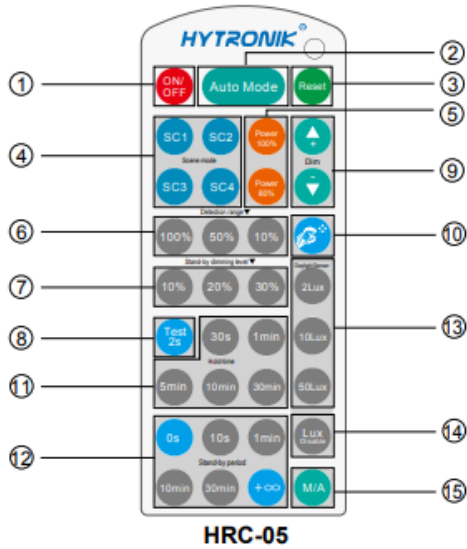 HYTRONIK®
②
① ON/OFF Auto Mode Reset ③
⑤
④ SC1 SC2 Power 100% + Dim − ⑨
Scene mode
SC3 SC4 Power 80%
Detection range▼
⑥ 100% 50% 10% ⑩
Stand-by dimming level▼ Daylight Sensor
⑦ 10% 20% 30% 2Lux
⑧ Test 2s 30s 1min 10Lux ⑬
Hold-time
⑪ 5min 10min 30min 50Lux
0s 10s 1min Lux Disable ⑭
⑫ Stand-by period
10min 30min +∞ M/A ⑮
HRC-05